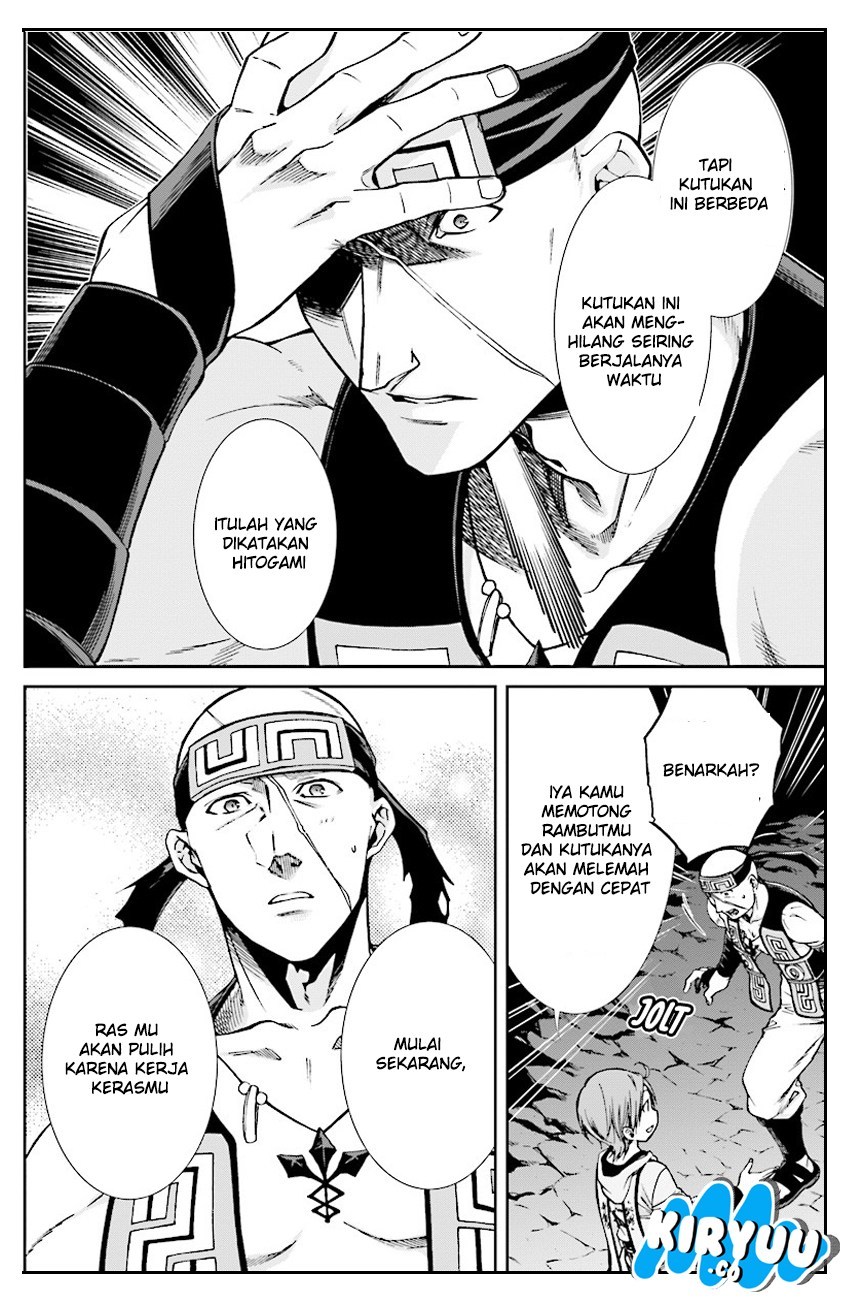 TAPI
KUTUKAN
INI BERBEDA
KUTUKAN INI
AKAN MENG-
HILANG SEIRING
BERJALANYA
WAKTU
ITULAH YANG
DIKATAKAN
HITOGAMI
BENARKAH?
IYA KAMU
MEMOTONG
RAMBUTMU
DAN KUTUKANYA
AKAN MELEMAH
DENGAN CEPAT
JOLT
MULAI
SEKARANG,
RAS MU
AKAN PULIH
KARENA KERJA
KERASMU
KIRYUU
.CO